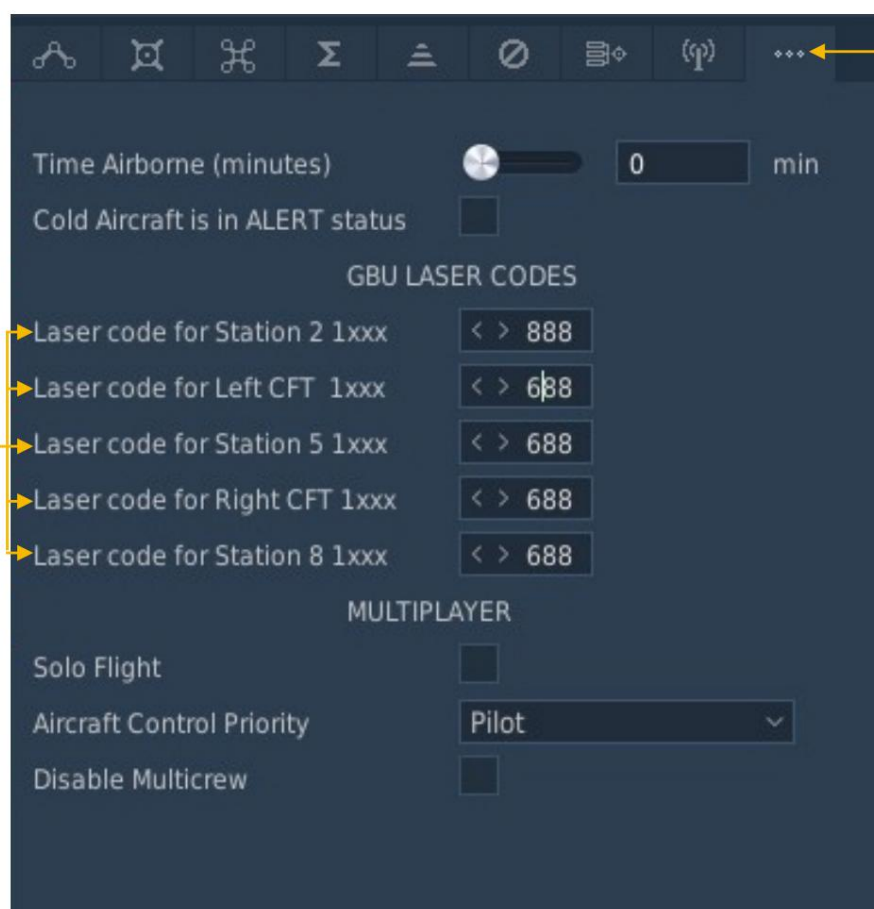 Time Airborne (minutes) 0 min
Cold Aircraft is in ALERT status
GBU LASER CODES
Laser code for Station 2 1xxx < > 888
Laser code for Left CFT 1xxx < > 688
Laser code for Station 5 1xxx < > 688
Laser code for Right CFT 1xxx < > 688
Laser code for Station 8 1xxx < > 688
MULTIPLAYER
Solo Flight
Aircraft Control Priority Pilot
Disable Multicrew